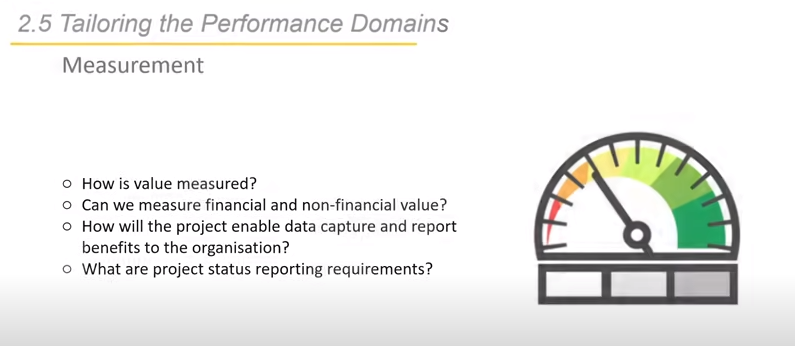 2.5 Tailoring the Performance Domains
Measurement
○ How is value measured?
○ Can we measure financial and non-financial value?
○ How will the project enable data capture and report
benefits to the organisation?
○ What are project status reporting requirements?